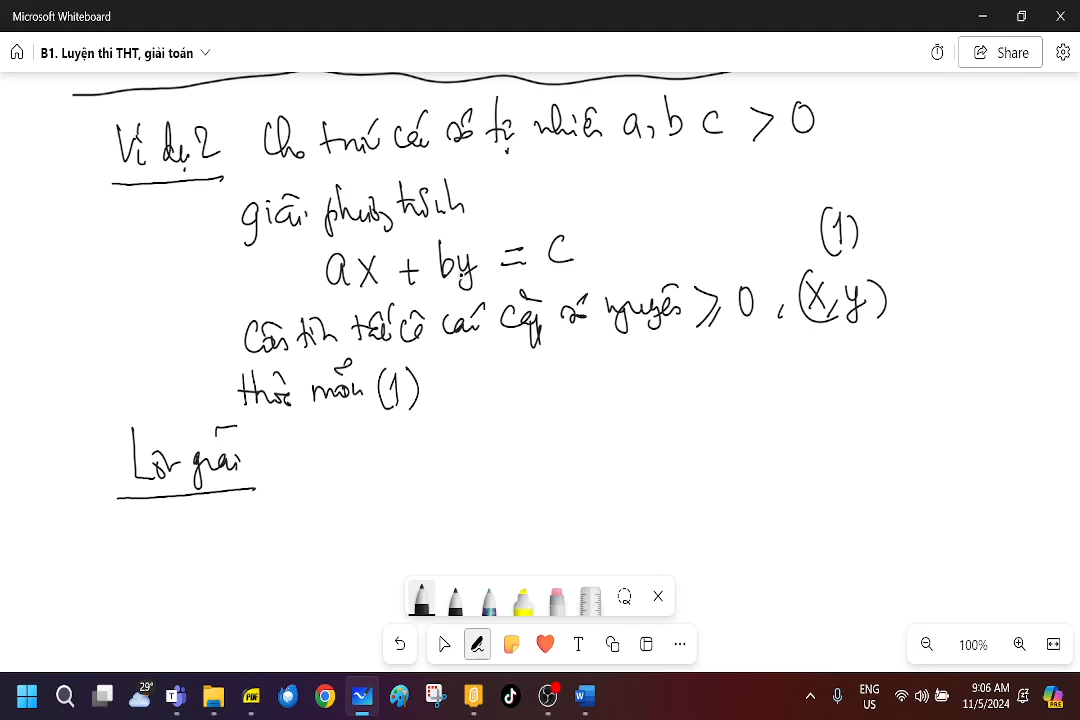 Microsoft Whiteboard
B1. Luyện thi THT, giải toán
Share
Ví dụ 2 Cho trước các số tự nhiên a, b c > 0
giải phương trình
ax + by = c (1)
Cần tìm tất cả các cặp số nguyên ⩾ 0, (x, y)
thỏa mãn (1)
Lời giải
100%
29°
ENG
US
9:06 AM
11/5/2024